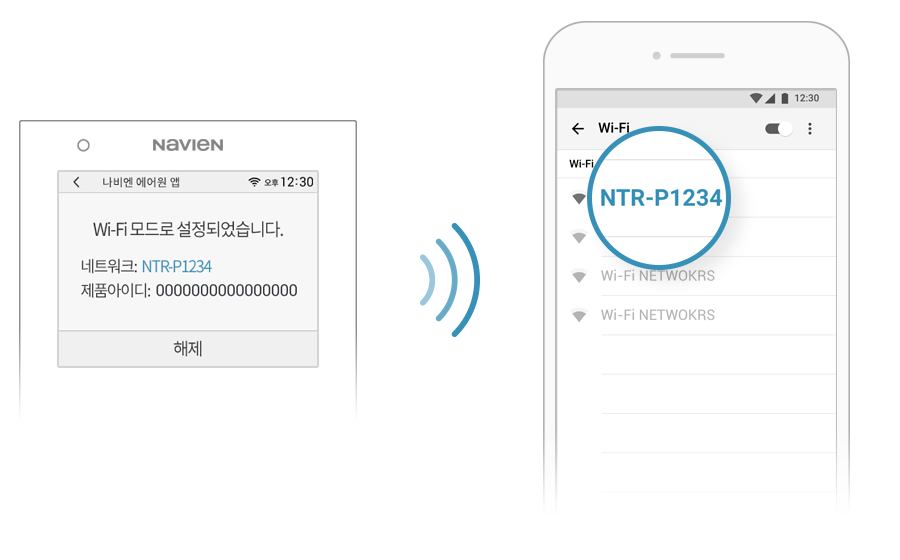 NAVIEN
나비엔 에어원 앱 오후 12:30
Wi-Fi 모드로 설정되었습니다.
네트워크: NTR-P1234
제품아이디: 0000000000000000
해제
12:30
Wi-Fi
Wi-Fi
NTR-P1234
Wi-Fi NETWOKRS
Wi-Fi NETWOKRS